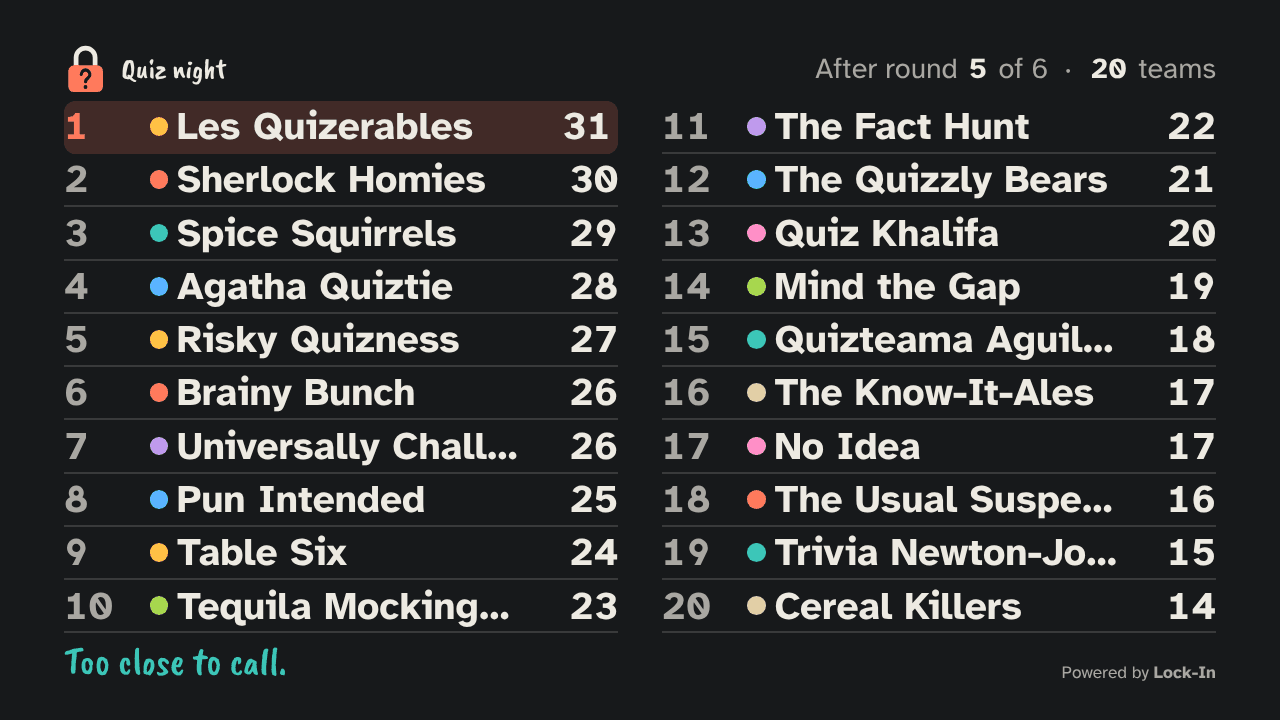 ?
Quiz night
After round 5 of 6 · 20 teams
1 Les Quizerables 31
2 Sherlock Homies 30
3 Spice Squirrels 29
4 Agatha Quiztie 28
5 Risky Quizness 27
6 Brainy Bunch 26
7 Universally Chall... 26
8 Pun Intended 25
9 Table Six 24
10 Tequila Mocking... 23
11 The Fact Hunt 22
12 The Quizzly Bears 21
13 Quiz Khalifa 20
14 Mind the Gap 19
15 Quizteama Aguil... 18
16 The Know-It-Ales 17
17 No Idea 17
18 The Usual Suspe... 16
19 Trivia Newton-Jo... 15
20 Cereal Killers 14
Too close to call.
Powered by Lock-In